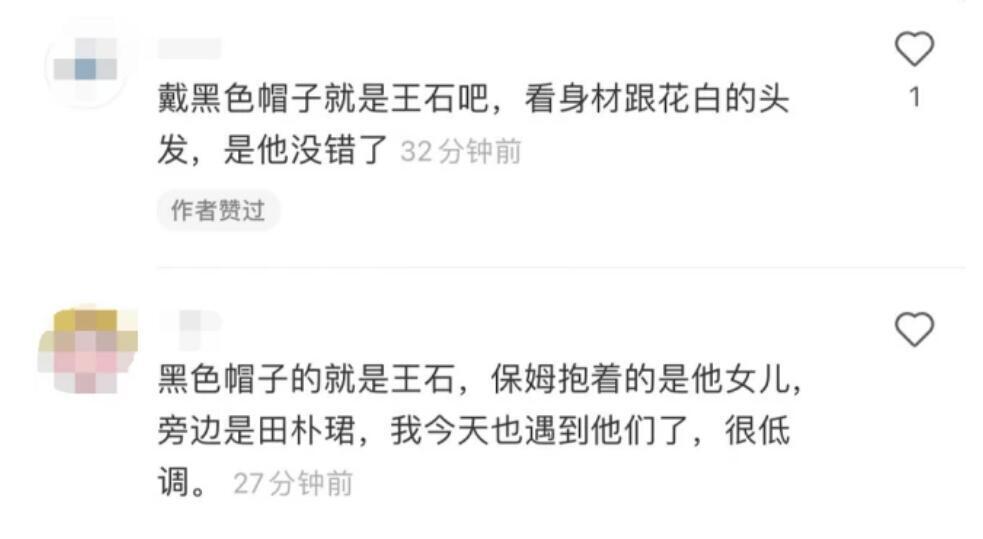 戴黑色帽子就是王石吧，看身材跟花白的头
发，是他没错了 32分钟前
1
作者赞过
黑色帽子的就是王石，保姆抱着的是他女儿，
旁边是田朴珺，我今天也遇到他们了，很低
调。 27分钟前